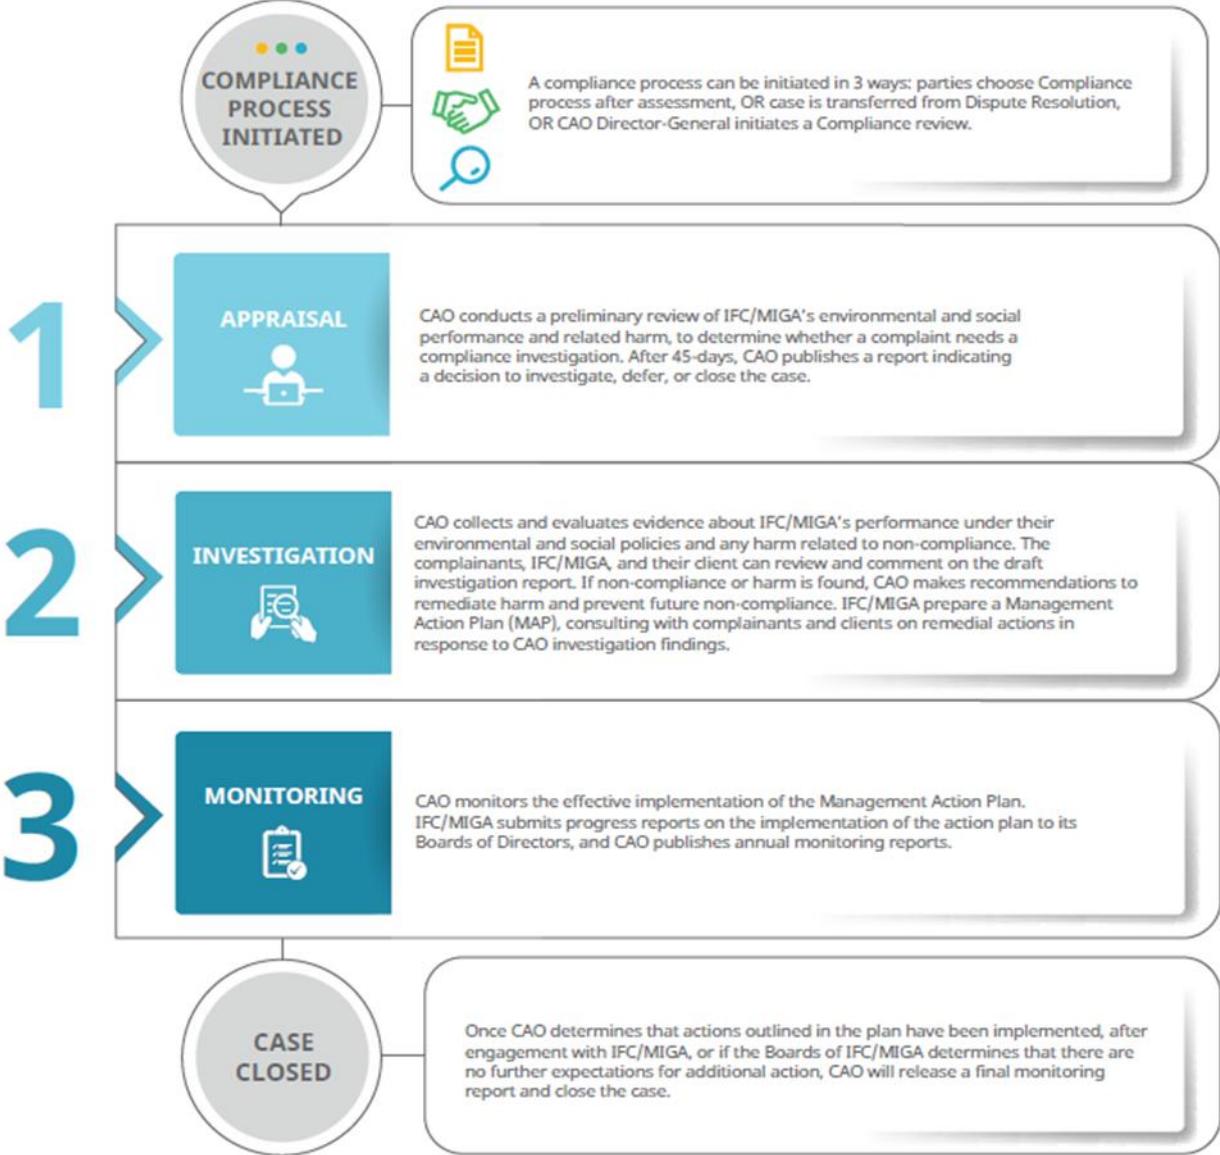 COMPLIANCE
PROCESS
INITIATED
A compliance process can be initiated in 3 ways: parties choose Compliance
process after assessment, OR case is transferred from Dispute Resolution,
OR CAO Director-General initiates a Compliance review.
1
APPRAISAL
CAO conducts a preliminary review of IFC/MIGA's environmental and social
performance and related harm, to determine whether a complaint needs a
compliance investigation. After 45-days, CAO publishes a report indicating
a decision to investigate, defer, or close the case.
2
INVESTIGATION
CAO collects and evaluates evidence about IFC/MIGA's performance under their
environmental and social policies and any harm related to non-compliance. The
complainants, IFC/MIGA, and their client can review and comment on the draft
investigation report. If non-compliance or harm is found, CAO makes recommendations to
remediate harm and prevent future non-compliance. IFC/MIGA prepare a Management
Action Plan (MAP), consulting with complainants and clients on remedial actions in
response to CAO investigation findings.
3
MONITORING
CAO monitors the effective implementation of the Management Action Plan.
IFC/MIGA submits progress reports on the implementation of the action plan to its
Boards of Directors, and CAO publishes annual monitoring reports.
CASE
CLOSED
Once CAO determines that actions outlined in the plan have been implemented, after
engagement with IFC/MIGA, or if the Boards of IFC/MIGA determines that there are
no further expectations for additional action, CAO will release a final monitoring
report and close the case.